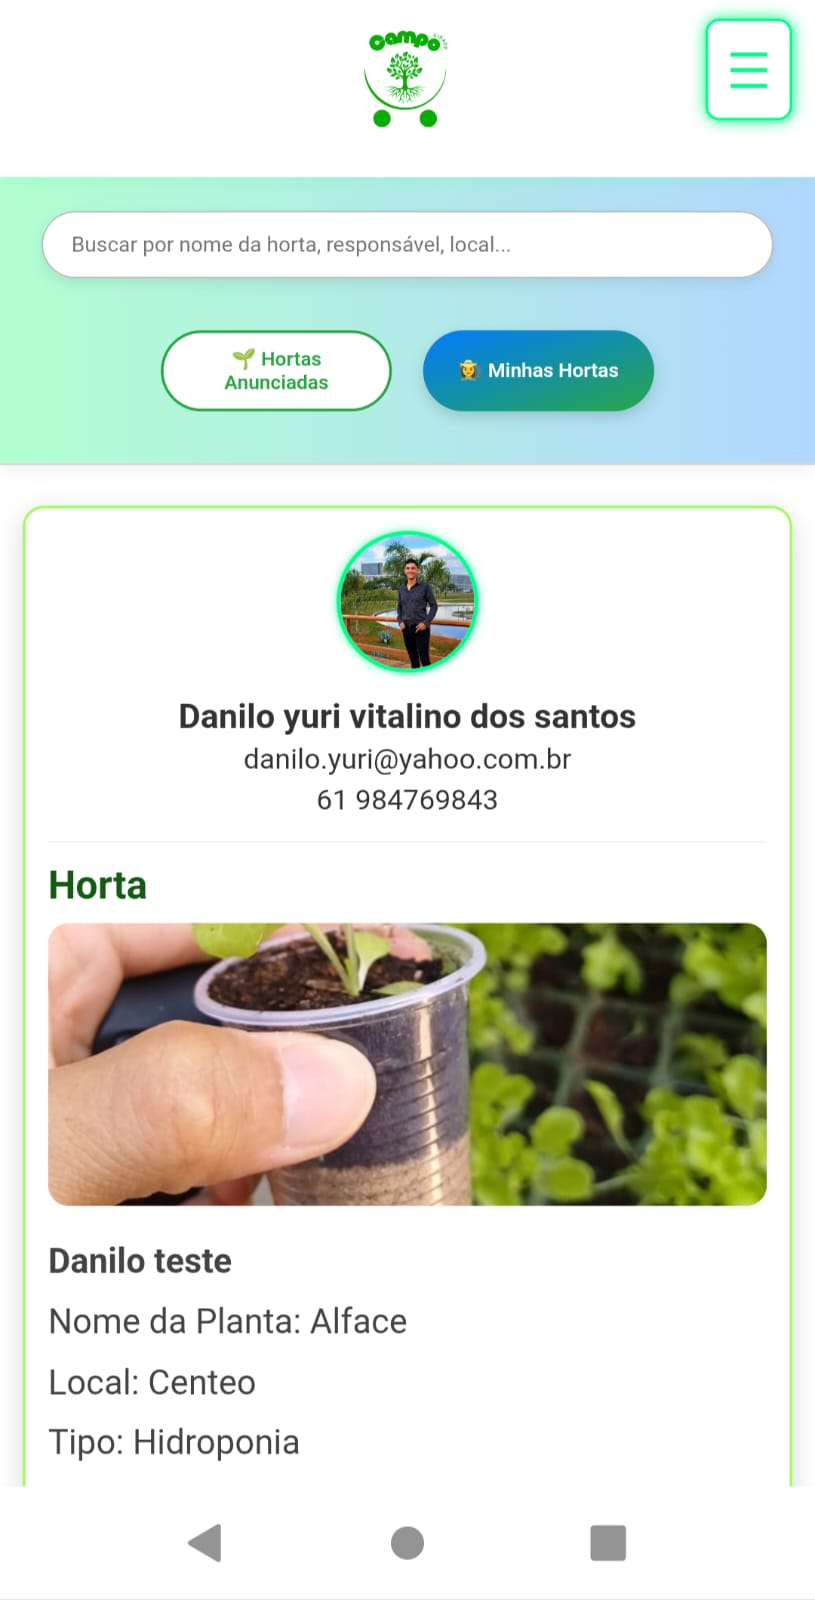 Campo
Buscar por nome da horta, responsável, local...
🌱 Hortas
Anunciadas
👩‍🌾 Minhas Hortas
Danilo yuri vitalino dos santos
danilo.yuri@yahoo.com.br
61 984769843
Horta
Danilo teste
Nome da Planta: Alface
Local: Centeo
Tipo: Hidroponia